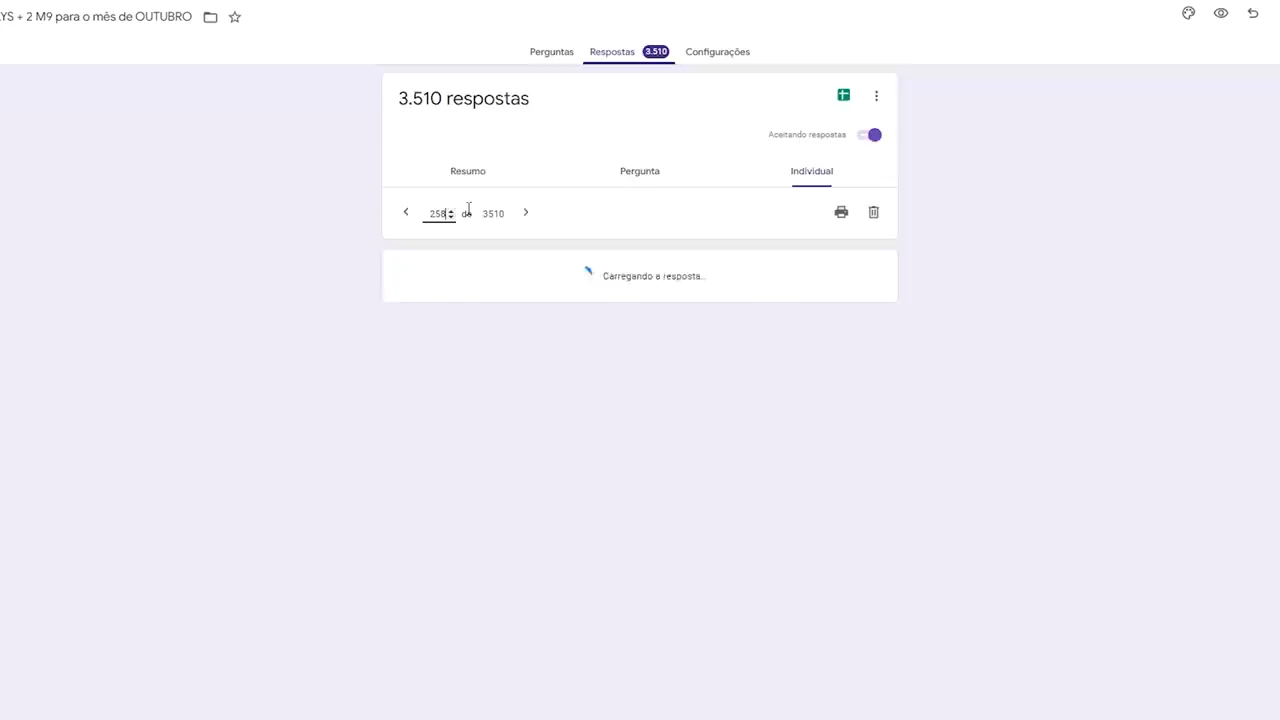 YS + 2 M9 para o mês de OUTUBRO
Perguntas Respostas 3.510 Configurações
3.510 respostas
Aceitando respostas
Resumo Pergunta Individual
258 de 3510
Carregando a resposta...